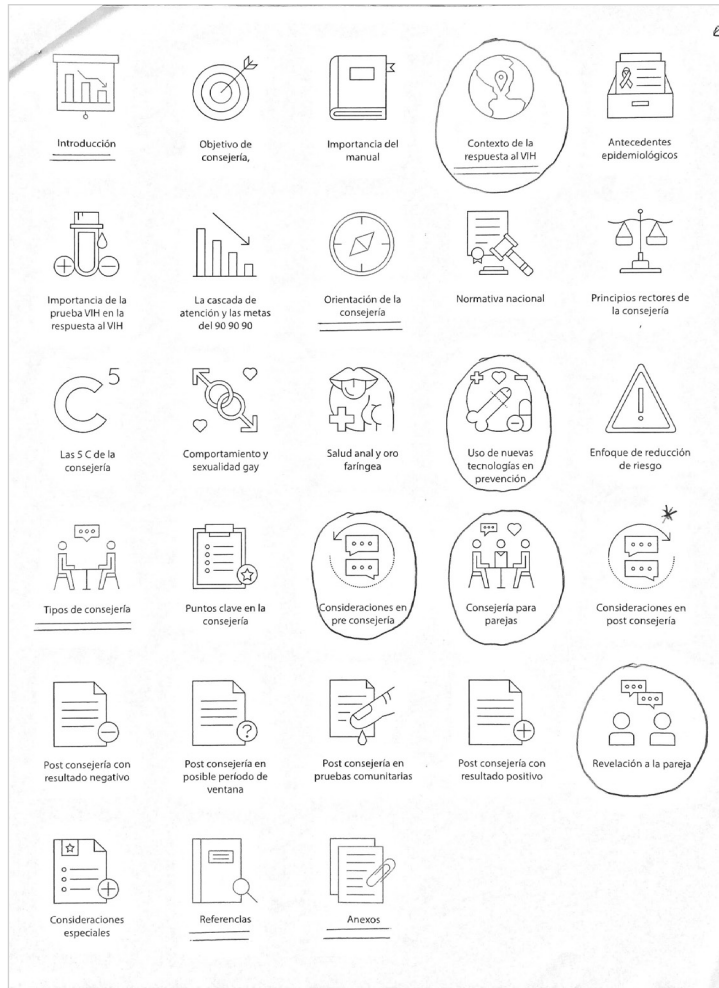 Introducción
Objetivo de
consejería,
Importancia del
manual
Contexto de la
respuesta al VIH
Antecedentes
epidemiológicos
Importancia de la
prueba VIH en la
respuesta al VIH
La cascada de
atención y las metas
del 90 90 90
Orientación de la
consejería
Normativa nacional
Principios rectores de
la consejería
C5
Las 5 C de la
consejería
Comportamiento y
sexualidad gay
Salud anal y oro
faríngea
Uso de nuevas
tecnologías en
prevención
Enfoque de reducción
de riesgo
Tipos de consejería
Puntos clave en la
consejería
Consideraciones en
pre consejería
Consejería para
parejas
Consideraciones en
post consejería
Post consejería con
resultado negativo
Post consejería en
posible período de
ventana
Post consejería en
pruebas comunitarias
Post consejería con
resultado positivo
Revelación a la pareja
Consideraciones
especiales
Referencias
Anexos